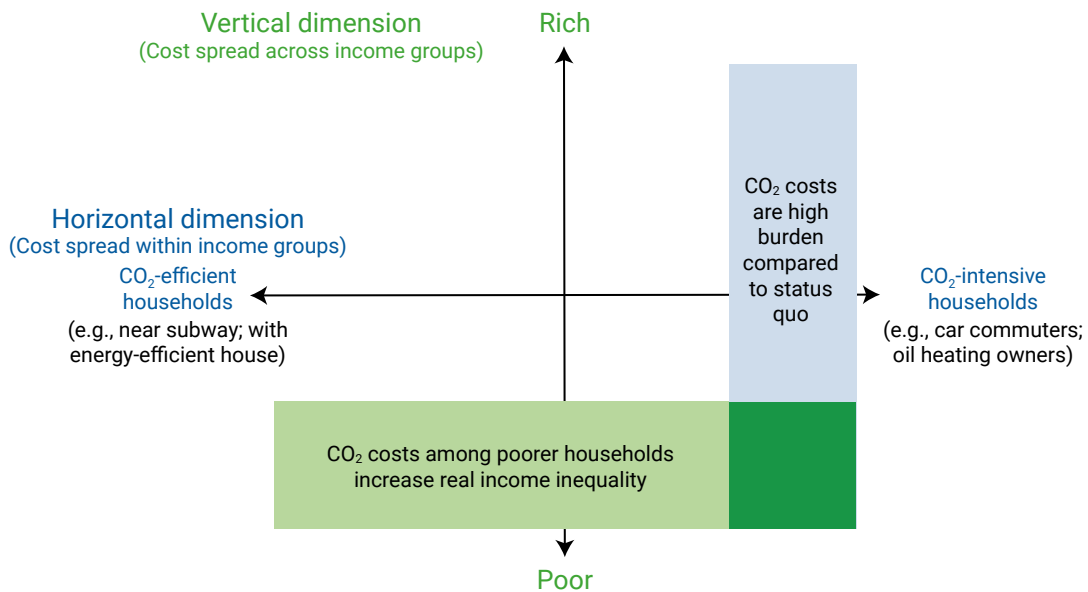 Vertical dimension
(Cost spread across income groups)
Rich
CO₂ costs
are high
burden
compared
to status
quo
Horizontal dimension
(Cost spread within income groups)
CO₂-efficient
households
(e.g., near subway; with
energy-efficient house)
CO₂-intensive
households
(e.g., car commuters;
oil heating owners)
CO₂ costs among poorer households
increase real income inequality
Poor